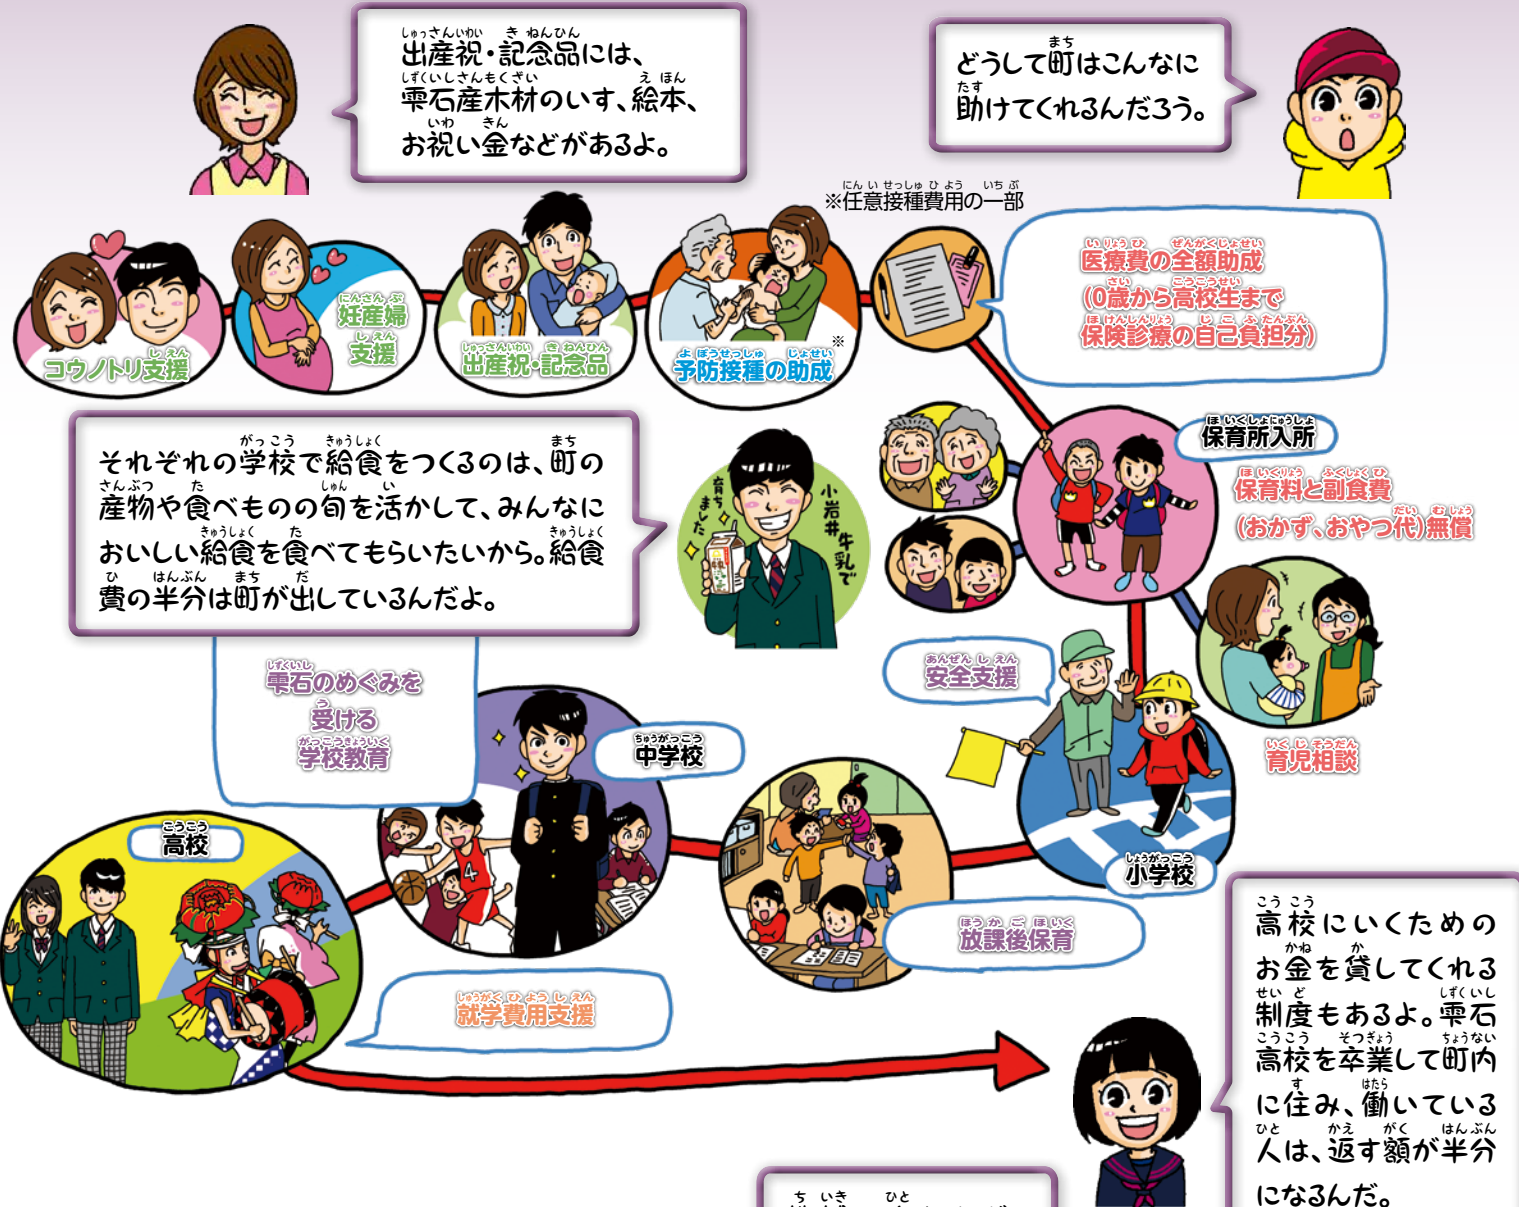 出産祝・記念品には、
雫石産木材のいす、絵本、
お祝い金などがあるよ。
どうして町はこんなに
助けてくれるんだろう。
※任意接種費用の一部
コウノトリ支援
妊産婦
支援
出産祝・記念品
予防接種の助成※
医療費の全額助成
(0歳から高校生まで
保険診療の自己負担分)
保育所入所
保育料と副食費
(おかず、おやつ代)無償
育児相談
それぞれの学校で給食をつくるのは、町の
産物や食べものの旬を活かして、みんなに
おいしい給食を食べてもらいたいから。給食
費の半分は町が出しているんだよ。
小岩井牛乳で
育ちました
安全支援
小学校
放課後保育
雫石のめぐみを
受ける
学校教育
中学校
4
高校
就学費用支援
高校にいくための
お金を貸してくれる
制度もあるよ。雫石
高校を卒業して町内
に住み、働いている
人は、返す額が半分
になるんだ。